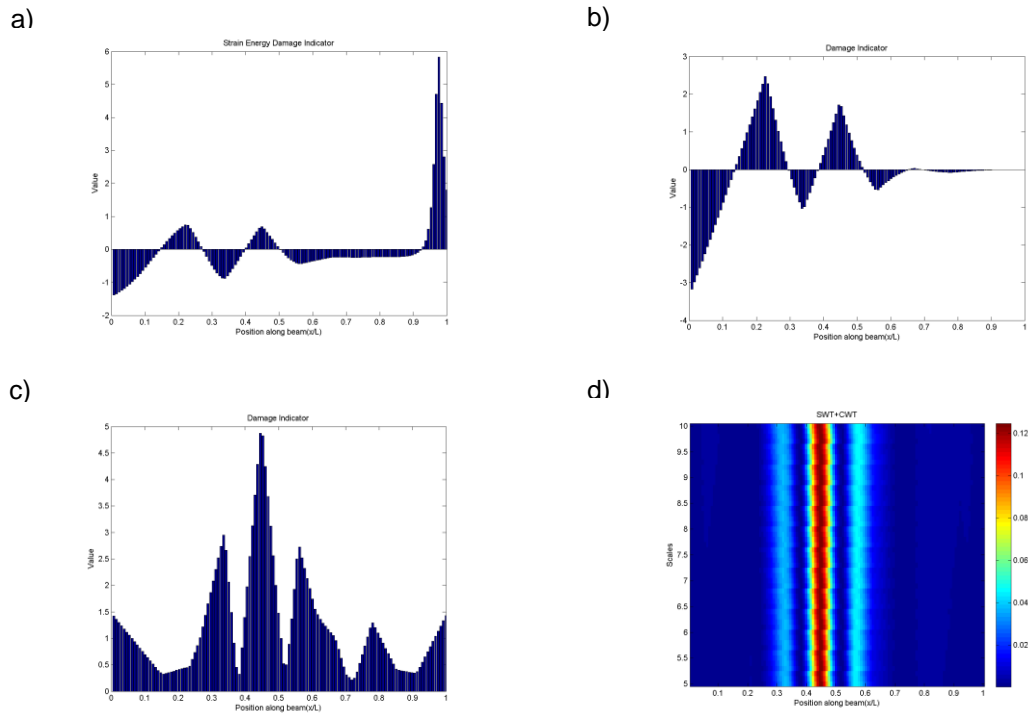 a)
Strain Energy Damage Indicator
6
5
4
3
2
1
0
-1
-2
Value
0 0.1 0.2 0.3 0.4 0.5 0.6 0.7 0.8 0.9 1
Position along beam(x/L)
b)
Damage Indicator
3
2
1
0
-1
-2
-3
-4
Value
0 0.1 0.2 0.3 0.4 0.5 0.6 0.7 0.8 0.9 1
Position along beam(x/L)
c)
Damage Indicator
5
4.5
4
3.5
3
2.5
2
1.5
1
0.5
0
Value
0 0.1 0.2 0.3 0.4 0.5 0.6 0.7 0.8 0.9 1
Position along beam(x/L)
d)
SWT+CWT
10
9.5
9
8.5
8
7.5
7
6.5
6
5.5
5
Scales
0.1 0.2 0.3 0.4 0.5 0.6 0.7 0.8 0.9 1
Position along beam(x/L)
0.12
0.1
0.08
0.06
0.04
0.02